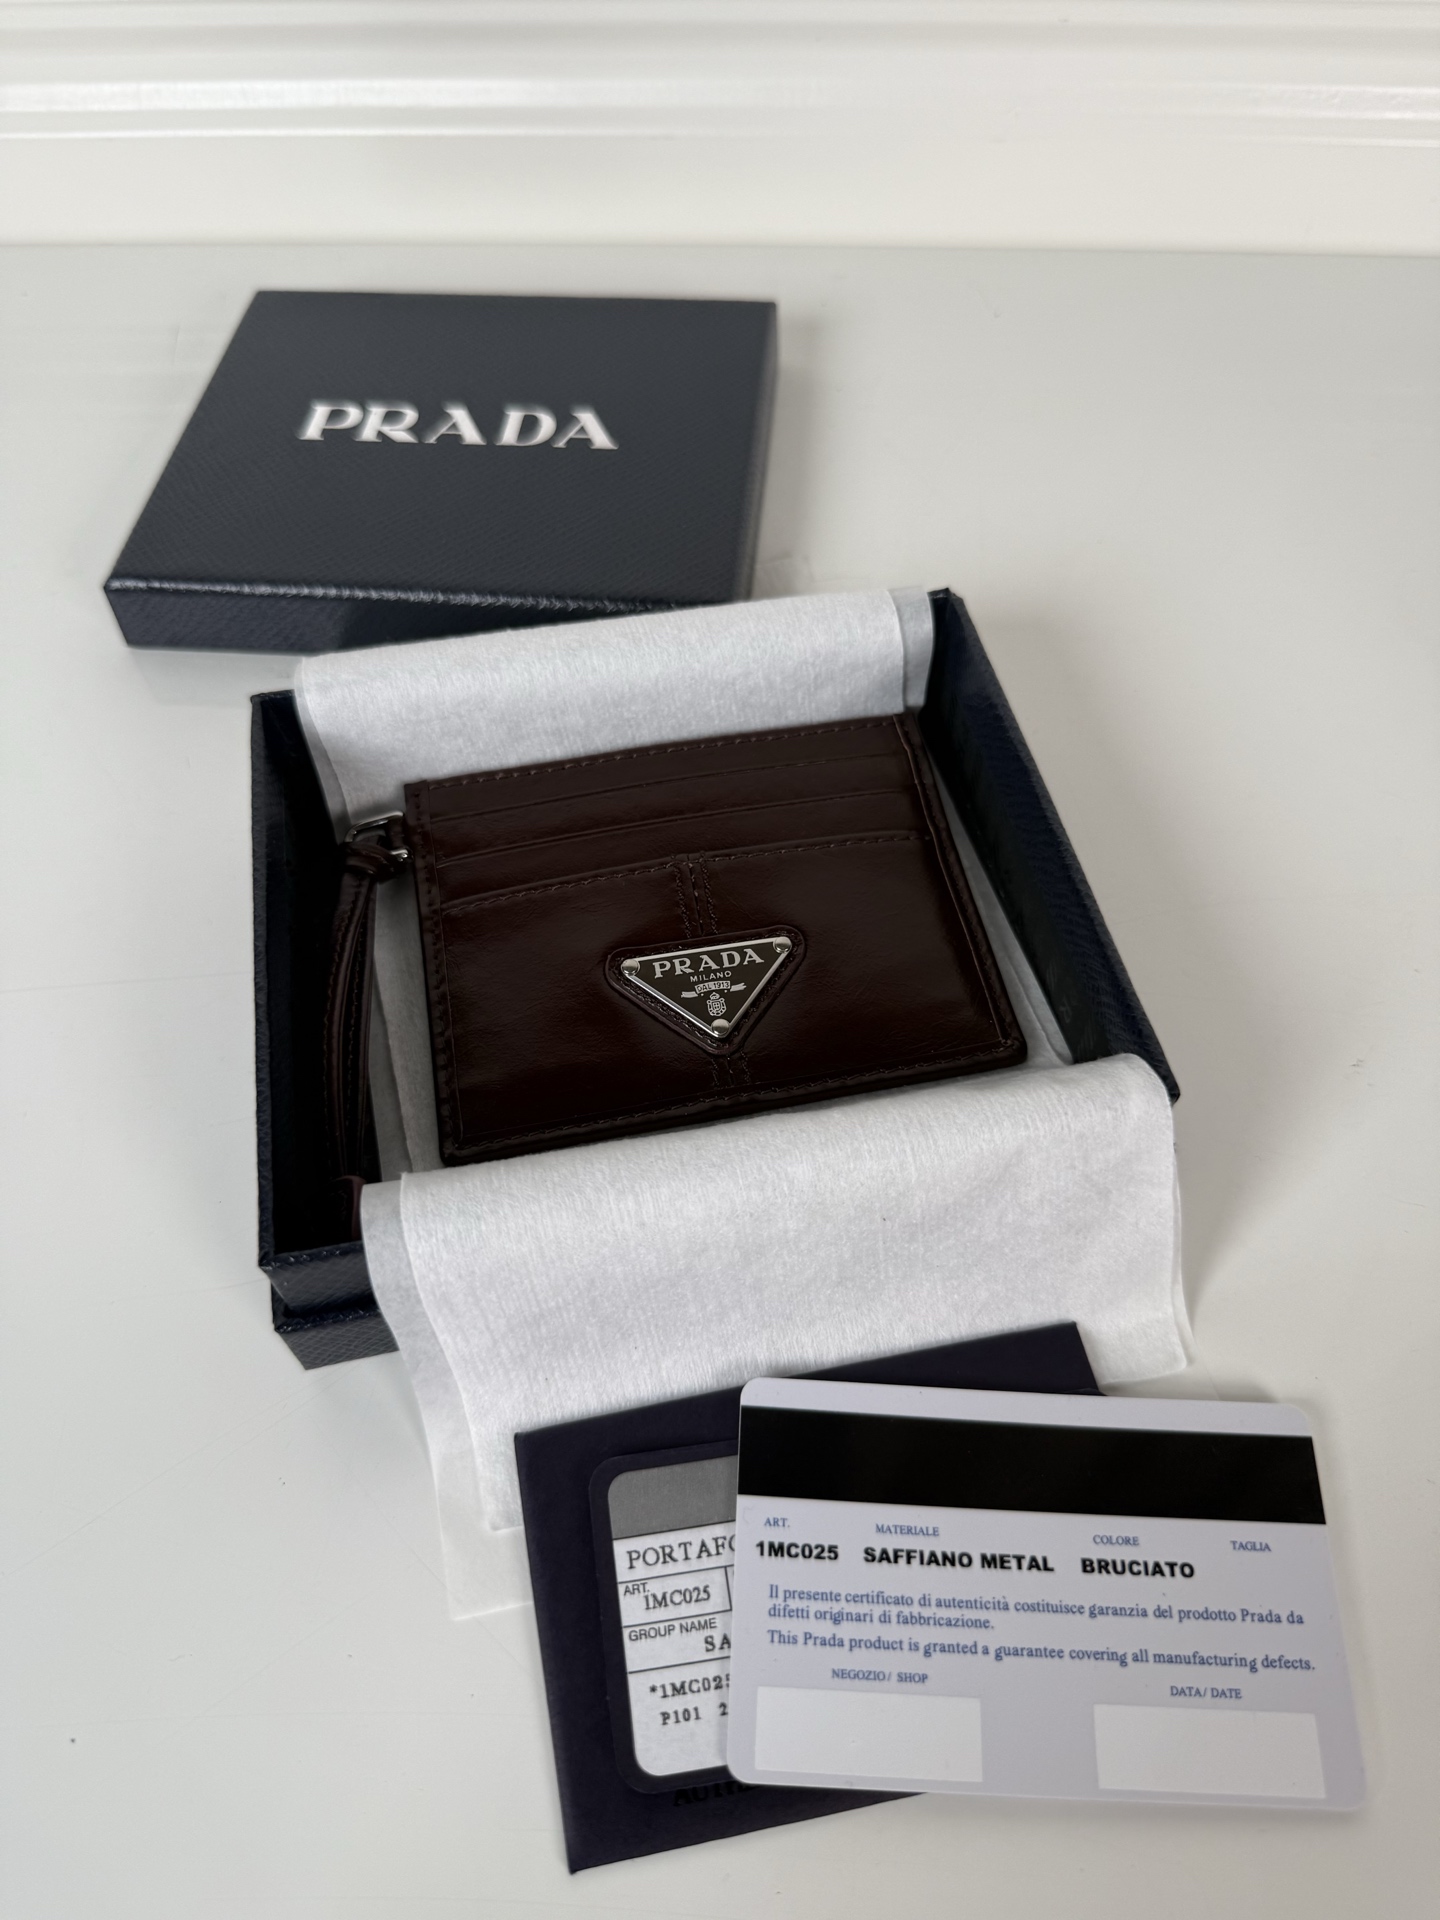 PRADA
PRADA
MILANO
DAL 1913
PORTAFO
ART.
1MC025
GROUP NAME
SA
*1MC025
P101 2
ART. MATERIALE COLORE TAGLIA
1MC025 SAFFIANO METAL BRUCIATO
Il presente certificato di autenticità costituisce garanzia del prodotto Prada da
difetti originari di fabbricazione.
This Prada product is granted a guarantee covering all manufacturing defects.
NEGOZIO/ SHOP DATA/ DATE